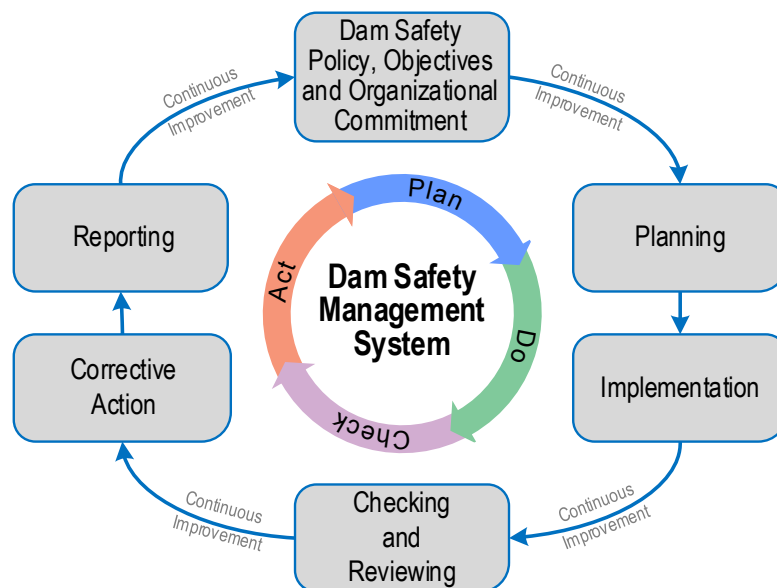 Dam Safety
Policy, Objectives
and Organizational
Commitment
Continuous
Improvement
Continuous
Improvement
Reporting
Planning
Plan
Do
Check
Act
Dam Safety
Management
System
Corrective
Action
Implementation
Continuous
Improvement
Continuous
Improvement
Checking
and
Reviewing